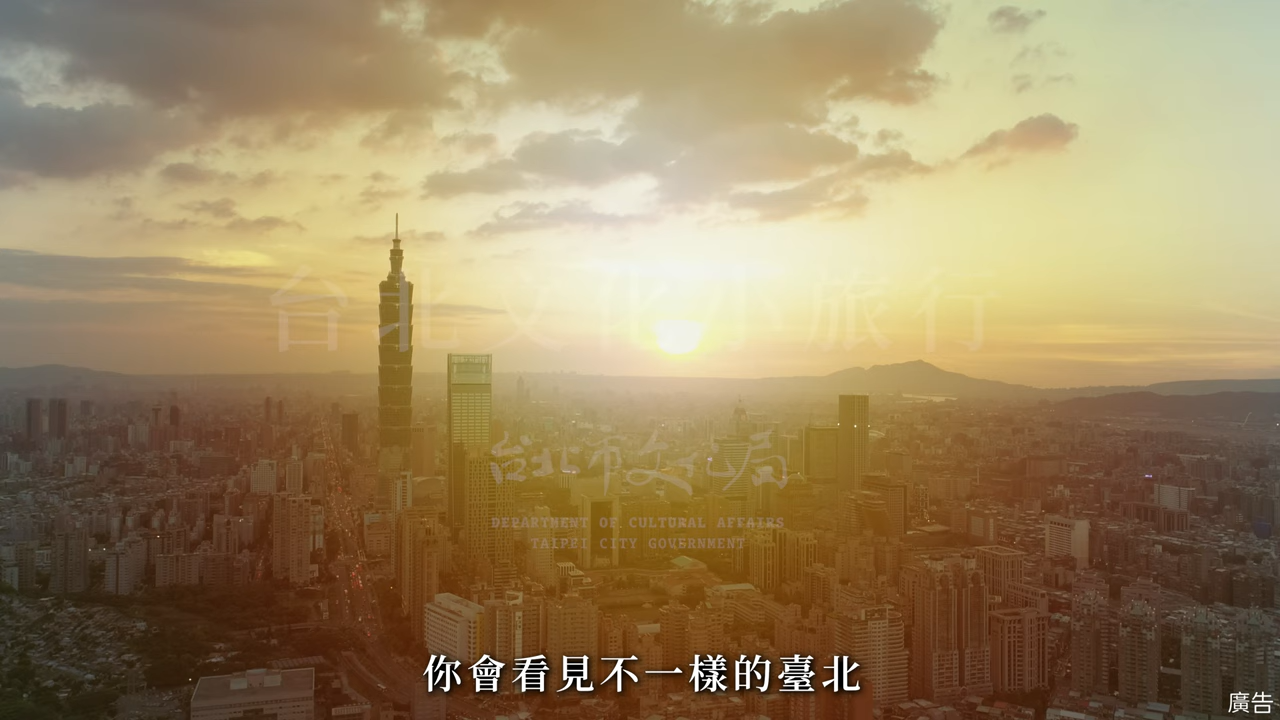 台北文化小旅行
台北市文化局
DEPARTMENT OF CULTURAL AFFAIRS
TAIPEI CITY GOVERNMENT
你會看見不一樣的臺北
廣告